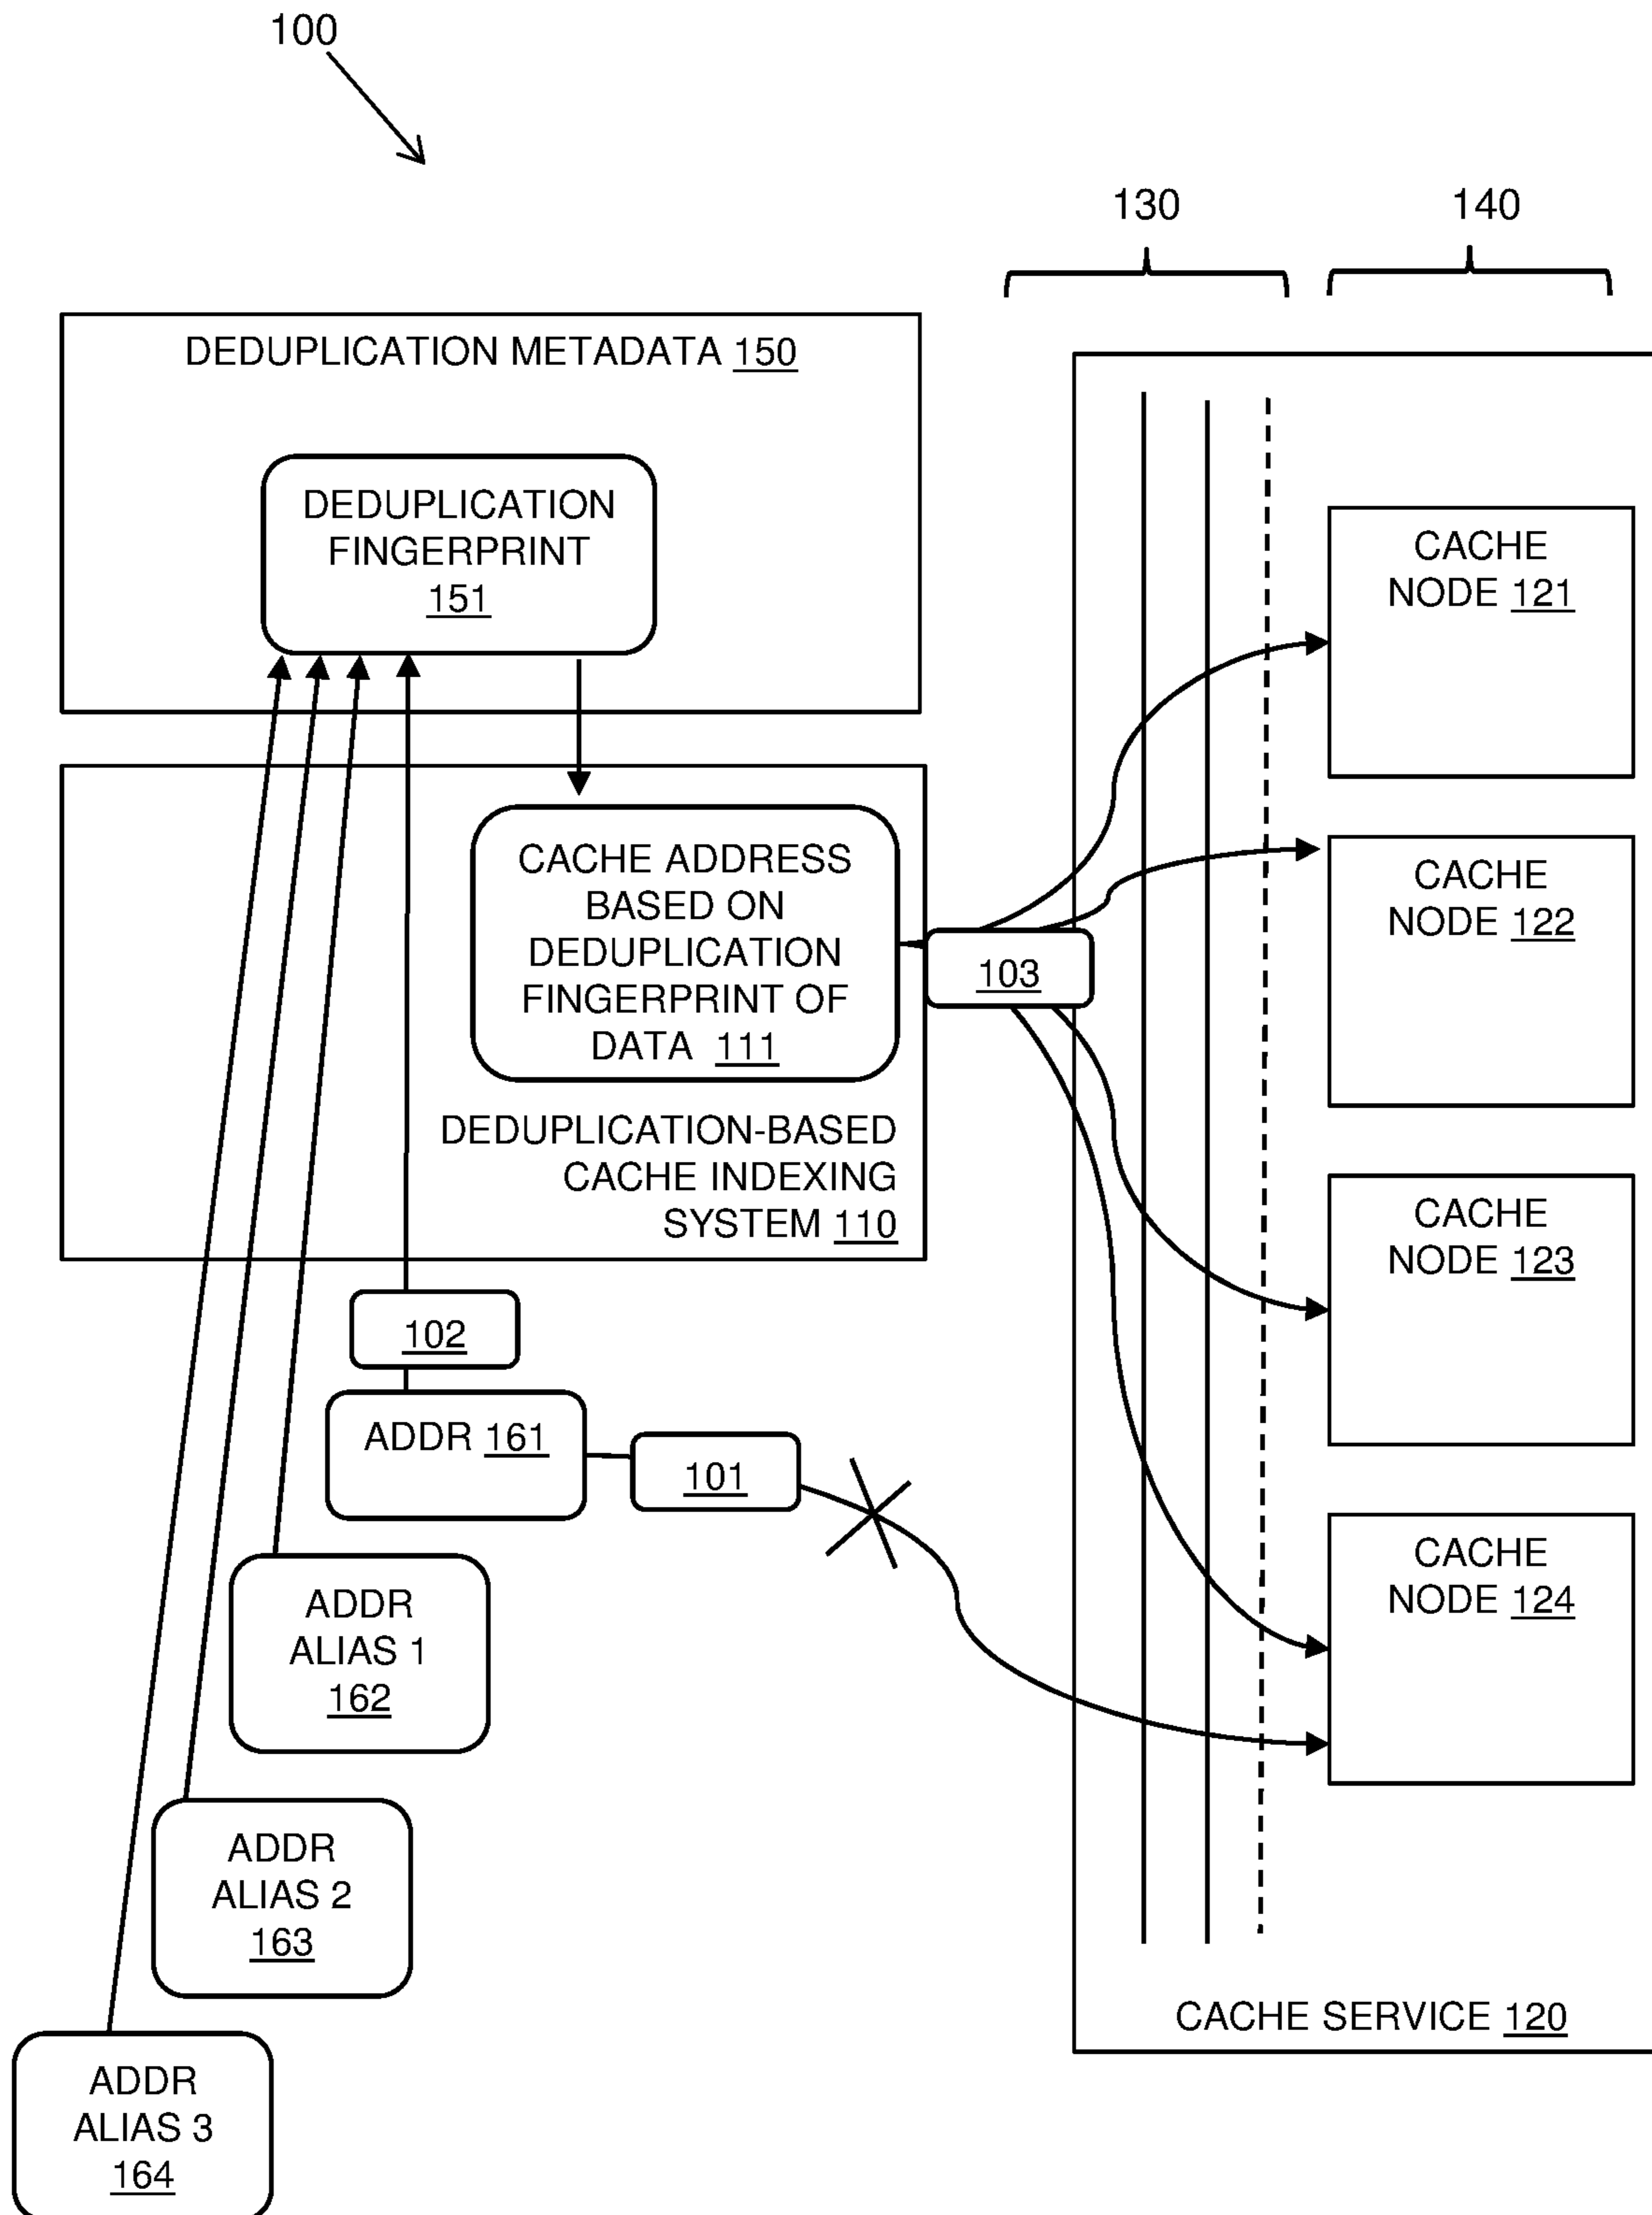 100
130
140
DEDUPLICATION METADATA 150
DEDUPLICATION
FINGERPRINT
151
CACHE
NODE 121
CACHE ADDRESS
BASED ON
DEDUPLICATION
FINGERPRINT OF
DATA 111
103
CACHE
NODE 122
DEDUPLICATION-BASED
CACHE INDEXING
SYSTEM 110
CACHE
NODE 123
102
ADDR 161
101
CACHE
NODE 124
ADDR
ALIAS 1
162
ADDR
ALIAS 2
163
CACHE SERVICE 120
ADDR
ALIAS 3
164